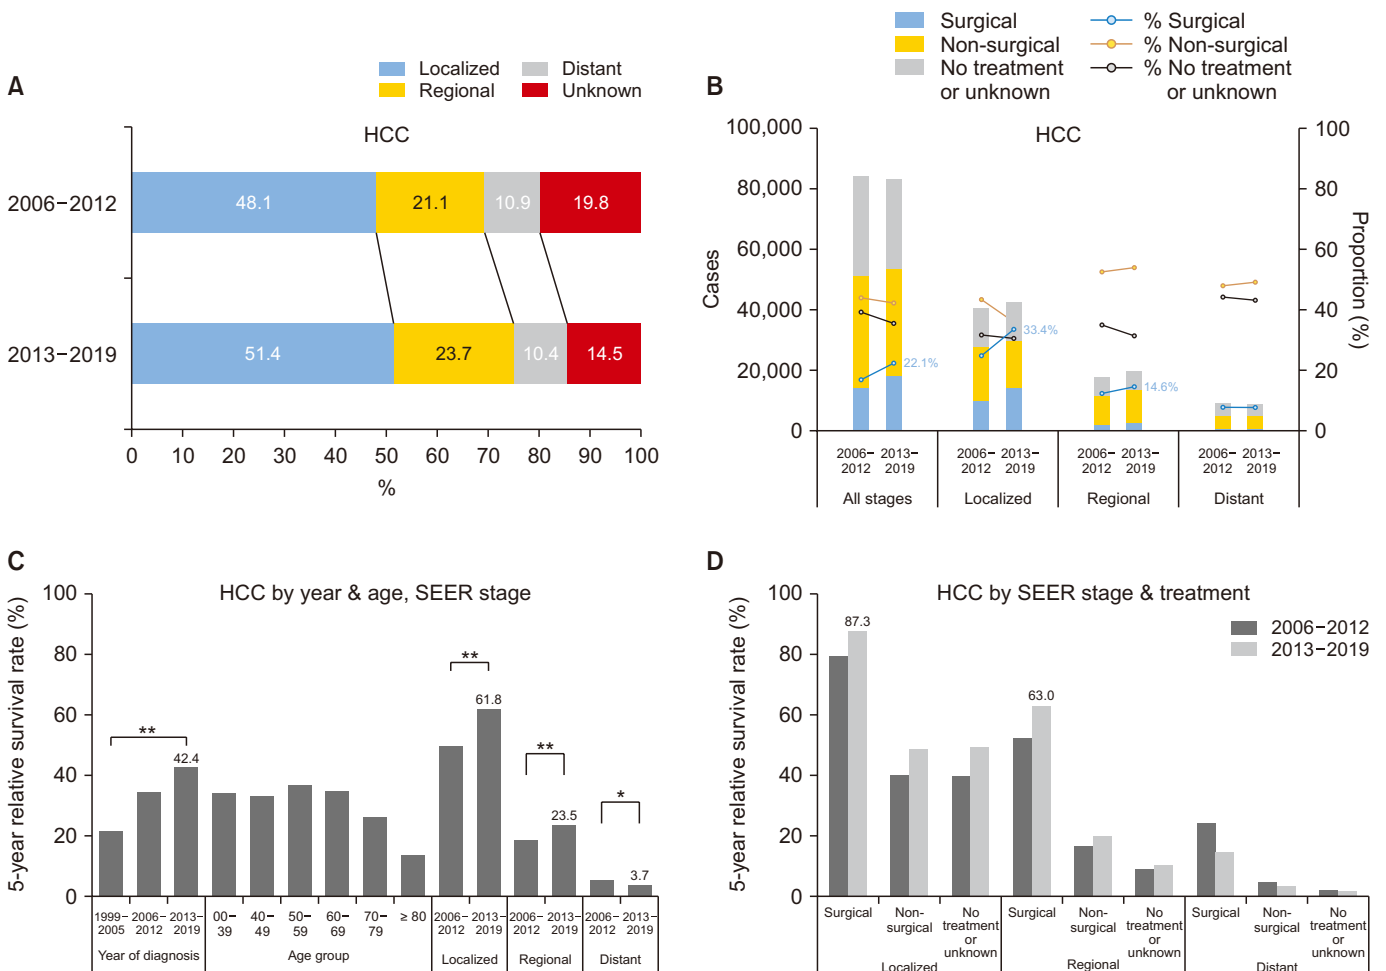 A
Localized
Distant
Regional
Unknown
HCC
2006–2012
48.1
21.1
10.9
19.8
2013–2019
51.4
23.7
10.4
14.5
0 10 20 30 40 50 60 70 80 90 100
%
B
Surgical
% Surgical
Non-surgical
% Non-surgical
No treatment
or unknown
% No treatment
or unknown
HCC
Cases
100,000
80,000
60,000
40,000
20,000
0
Proportion (%)
100
80
60
40
20
0
22.1%
33.4%
14.6%
2006– 2013– 2006– 2013– 2006– 2013– 2006– 2013–
2012 2019 2012 2019 2012 2019 2012 2019
All stages Localized Regional Distant
C
HCC by year & age, SEER stage
5-year relative survival rate (%)
100
80
60
40
20
0
**
42.4
**
61.8
**
23.5
*
3.7
1999– 2006– 2013– 00– 40– 50– 60– 70– ≥ 80 2006– 2013– 2006– 2013– 2006– 2013–
2005 2012 2019 39 49 59 69 79 2012 2019 2012 2019 2012 2019
Year of diagnosis Age group Localized Regional Distant
D
HCC by SEER stage & treatment
2006–2012
2013–2019
5-year relative survival rate (%)
100
80
60
40
20
0
87.3
63.0
Surgical Non- No Surgical Non- No Surgical Non- No
surgical treatment surgical treatment surgical treatment
or or or
unknown unknown unknown
Localized Regional Distant